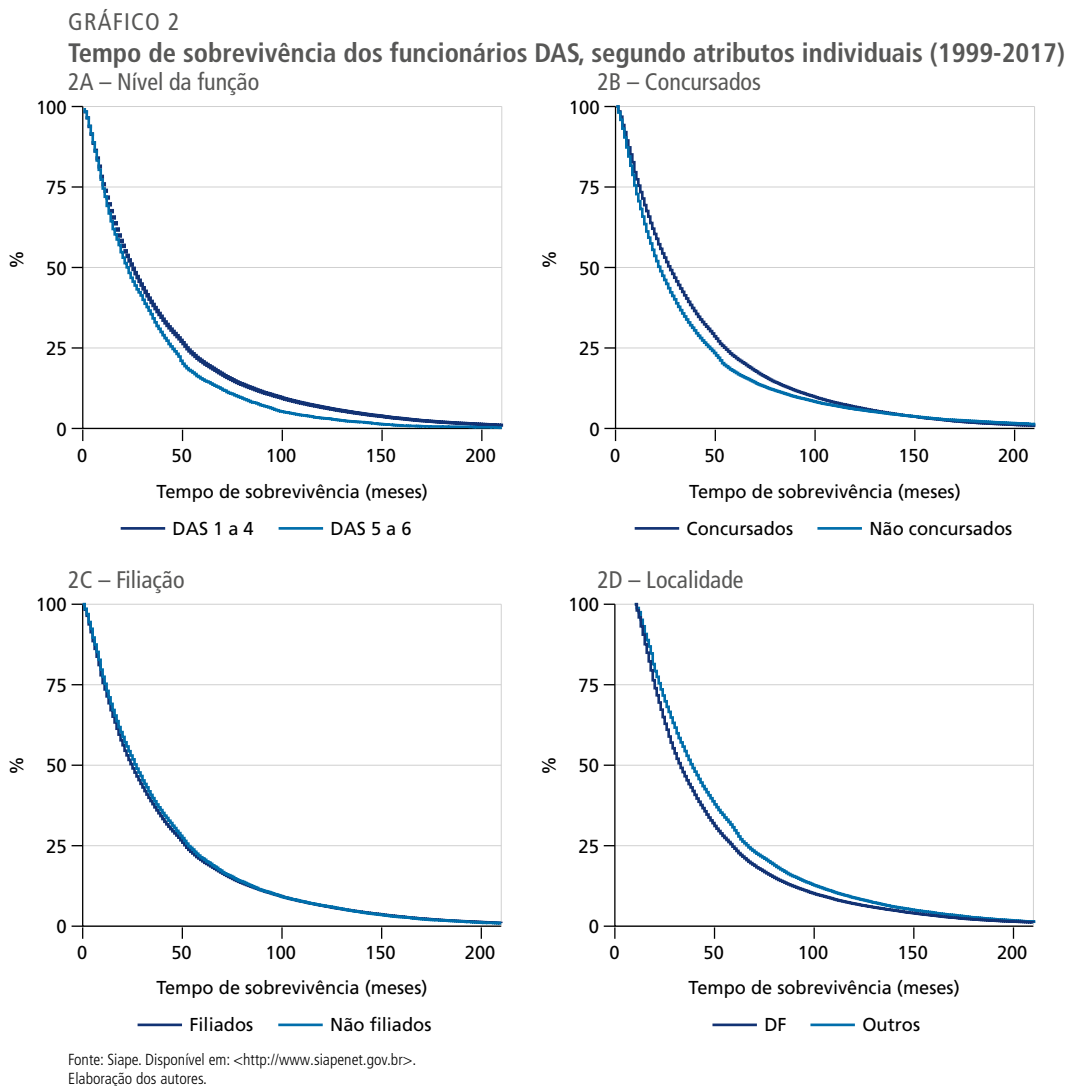 GRÁFICO 2
Tempo de sobrevivência dos funcionários DAS, segundo atributos individuais (1999-2017)
2A – Nível da função
100
75
50
25
0
%
0 50 100 150 200
Tempo de sobrevivência (meses)
DAS 1 a 4 DAS 5 a 6
2B – Concursados
100
75
50
25
0
%
0 50 100 150 200
Tempo de sobrevivência (meses)
Concursados Não concursados
2C – Filiação
100
75
50
25
0
%
0 50 100 150 200
Tempo de sobrevivência (meses)
Filiados Não filiados
2D – Localidade
100
75
50
25
0
%
0 50 100 150 200
Tempo de sobrevivência (meses)
DF Outros
Fonte: Siape. Disponível em: <http://www.siapenet.gov.br>.
Elaboração dos autores.